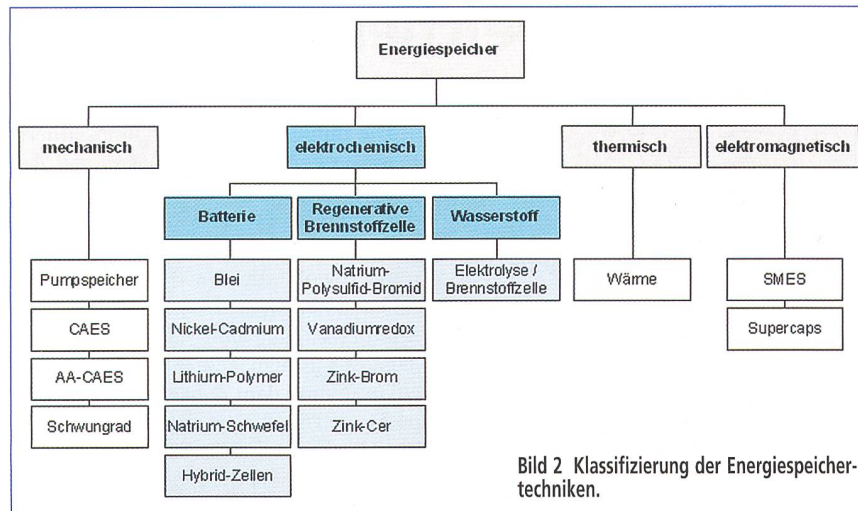 Energiespeicher
mechanisch
elektrochemisch
thermisch
elektromagnetisch
Batterie
Regenerative
Brennstoffzelle
Wasserstoff
Pumpspeicher
CAES
AA-CAES
Schwungrad
Blei
Nickel-Cadmium
Lithium-Polymer
Natrium-Schwefel
Hybrid-Zellen
Natrium-
Polysulfid-Bromid
Vanadiumredox
Zink-Brom
Zink-Cer
Elektrolyse /
Brennstoffzelle
Wärme
SMES
Supercaps
Bild 2 Klassifizierung der Energiespeicher-
techniken.